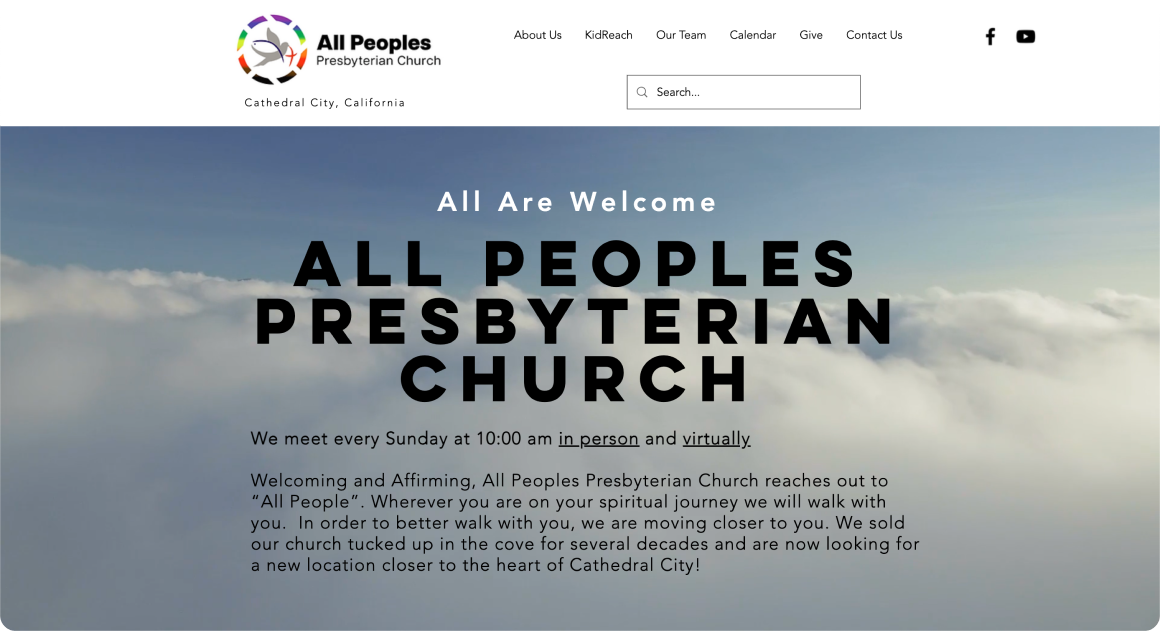 All Peoples
Presbyterian Church
Cathedral City, California
About Us KidReach Our Team Calendar Give Contact Us
Search...
All Are Welcome
ALL PEOPLES
PRESBYTERIAN
CHURCH
We meet every Sunday at 10:00 am in person and virtually
Welcoming and Affirming, All Peoples Presbyterian Church reaches out to
“All People”. Wherever you are on your spiritual journey we will walk with
you.  In order to better walk with you, we are moving closer to you. We sold
our church tucked up in the cove for several decades and are now looking for
a new location closer to the heart of Cathedral City!